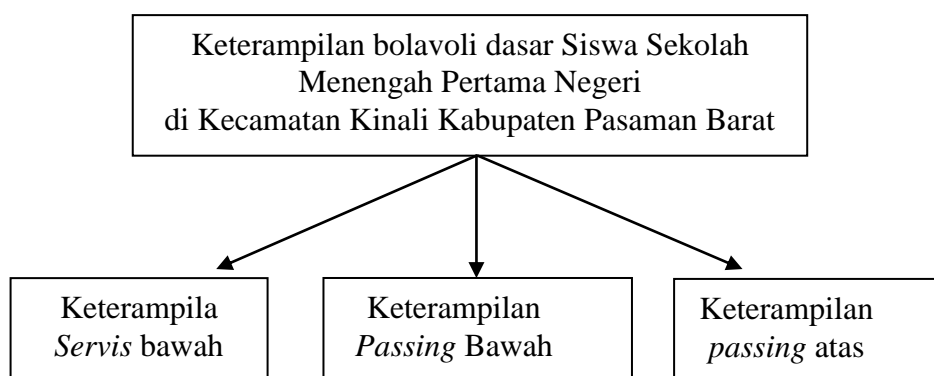 Keterampilan bolavoli dasar Siswa Sekolah
Menengah Pertama Negeri
di Kecamatan Kinali Kabupaten Pasaman Barat
Keterampila
Servis bawah
Keterampilan
Passing Bawah
Keterampilan
passing atas